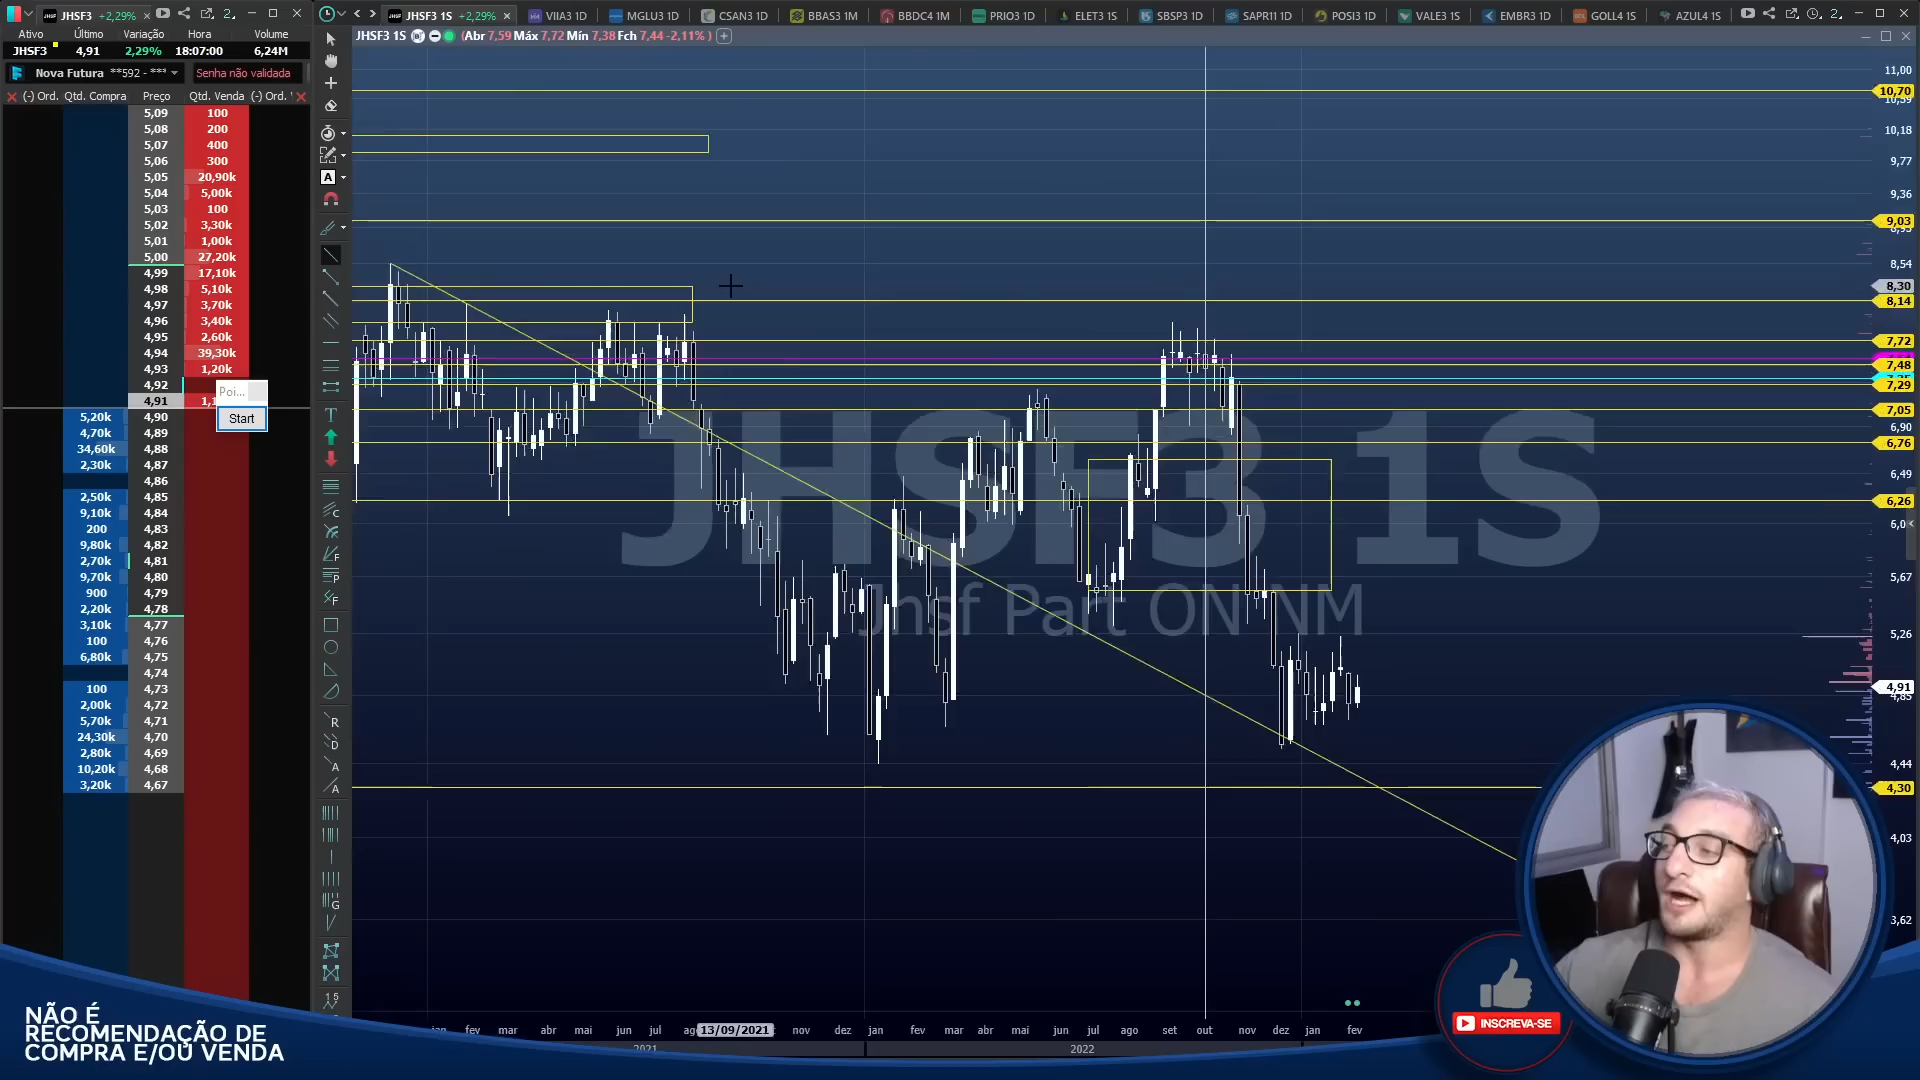 JHSF3 +2,29% 2.
Ativo Último Variação Hora Volume
JHSF3 4,91 2,29% 18:07:00 6,24M
Nova Futura **592 - *** Senha não validada
(-) Ord. Qtd. Compra Preço Qtd. Venda (-) Ord.
5,09 100
5,08 200
5,07 400
5,06 300
5,05 20,90k
5,04 5,00k
5,03 100
5,02 3,30k
5,01 1,00k
5,00 27,20k
4,99 17,10k
4,98 5,10k
4,97 3,70k
4,96 3,40k
4,95 2,60k
4,94 39,30k
4,93 1,20k
4,92
Poi...
4,91
Start
5,20k 4,90
4,70k 4,89
34,60k 4,88
2,30k 4,87
4,86
2,50k 4,85
9,10k 4,84
200 4,83
9,80k 4,82
2,70k 4,81
9,70k 4,80
900 4,79
2,20k 4,78
3,10k 4,77
100 4,76
6,80k 4,75
4,74
100 4,73
2,00k 4,72
5,70k 4,71
24,30k 4,70
2,80k 4,69
10,20k 4,68
3,20k 4,67
JHSF3 1S +2,29% VIIA3 1D MGLU3 1D CSAN3 1D BBAS3 1M BBDC4 1M PRIO3 1D ELET3 1S SBSP3 1D SAPR11 1D POSI3 1D VALE3 1S EMBR3 1D GOLL4 1S AZUL4 1S 2.
JHSF3 1S (Abr 7,59 Máx 7,72 Mín 7,38 Fch 7,44 -2,11% )
11,00
10,70
10,59
10,18
9,77
9,36
9,03
8,95
8,54
8,30
8,14
7,72
7,48
7,29
7,05
6,90
6,76
6,49
6,26
5,67
5,26
4,91
4,85
4,44
4,30
4,03
3,62
JHSF3 1S
Jhsf Part ON NM
fev mar abr mai jun jul 13/09/2021 nov dez jan fev mar abr mai jun jul ago set out nov dez jan fev
2021 2022
NÃO É
RECOMENDAÇÃO DE
COMPRA E/OU VENDA
INSCREVA-SE